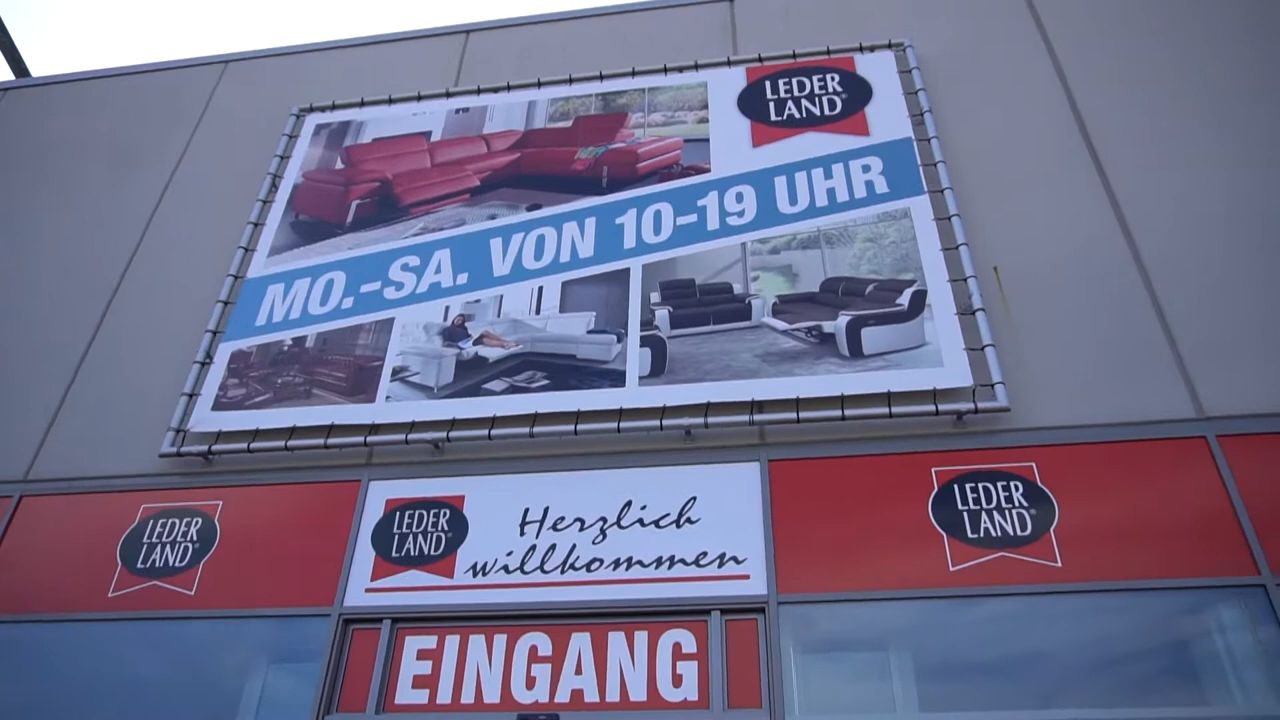 LEDER
LAND®
MO.-SA. VON 10-19 UHR
LEDER
LAND®
LEDER
LAND®
Herzlich
willkommen
LEDER
LAND®
EINGANG